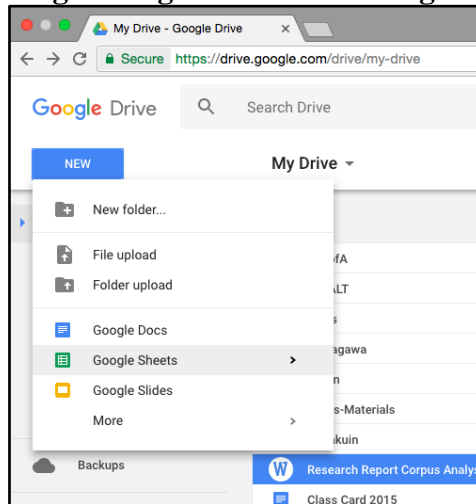 My Drive - Google Drive
Secure https://drive.google.com/drive/my-drive
Google Drive Search Drive
NEW My Drive
New folder...
File upload
Folder upload
Google Docs
Google Sheets
Google Slides
More
Backups
Research Report Corpus
Class Card 2015